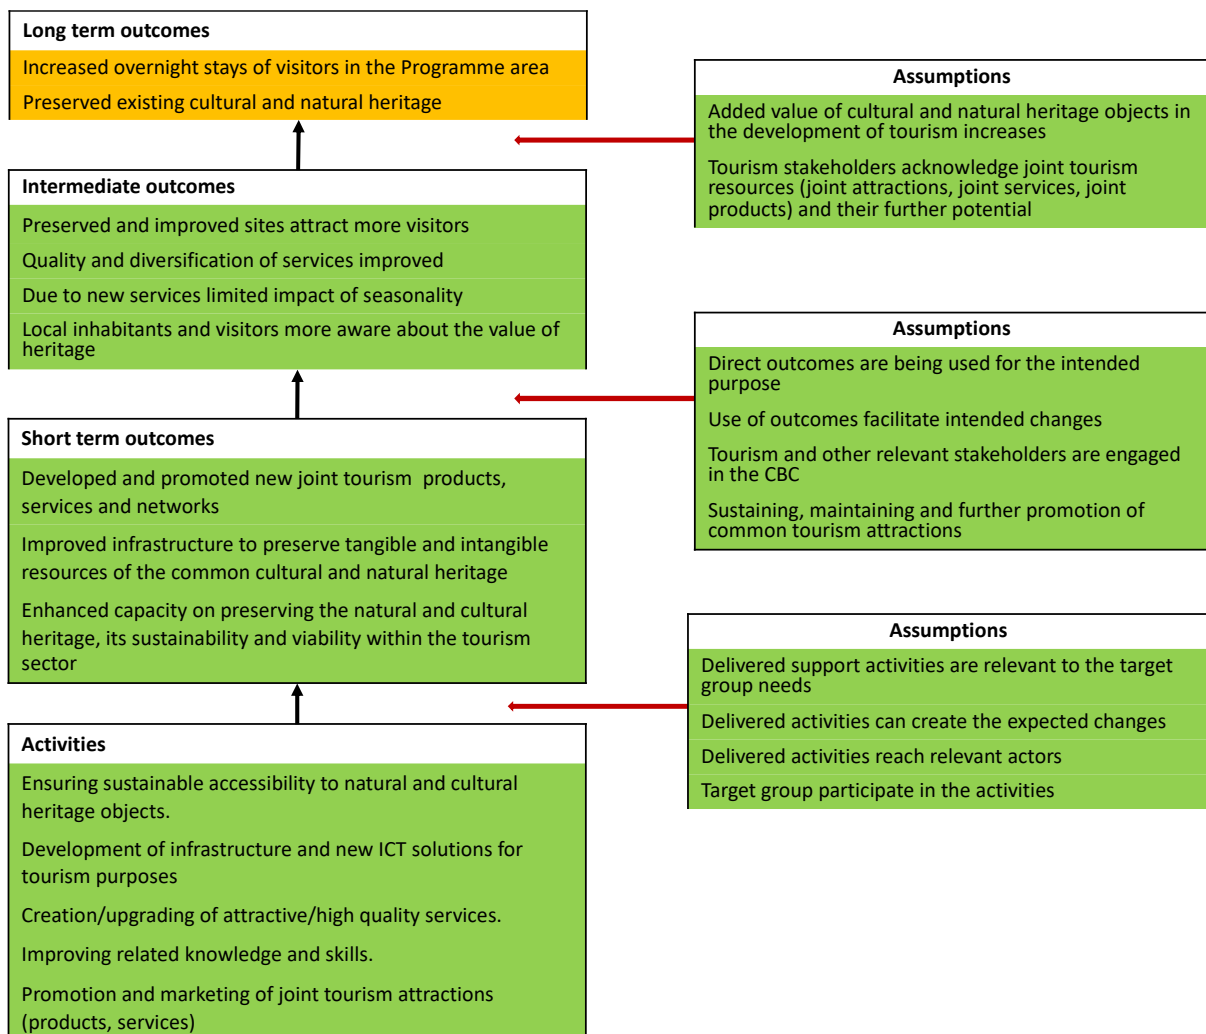 Long term outcomes
Increased overnight stays of visitors in the Programme area
Preserved existing cultural and natural heritage
Assumptions
Added value of cultural and natural heritage objects in
the development of tourism increases
Tourism stakeholders acknowledge joint tourism
resources (joint attractions, joint services, joint
products) and their further potential
Intermediate outcomes
Preserved and improved sites attract more visitors
Quality and diversification of services improved
Due to new services limited impact of seasonality
Local inhabitants and visitors more aware about the value of
heritage
Assumptions
Direct outcomes are being used for the intended
purpose
Use of outcomes facilitate intended changes
Tourism and other relevant stakeholders are engaged
in the CBC
Sustaining, maintaining and further promotion of
common tourism attractions
Short term outcomes
Developed and promoted new joint tourism  products,
services and networks
Improved infrastructure to preserve tangible and intangible
resources of the common cultural and natural heritage
Enhanced capacity on preserving the natural and cultural
heritage, its sustainability and viability within the tourism
sector
Assumptions
Delivered support activities are relevant to the target
group needs
Delivered activities can create the expected changes
Delivered activities reach relevant actors
Target group participate in the activities
Activities
Ensuring sustainable accessibility to natural and cultural
heritage objects.
Development of infrastructure and new ICT solutions for
tourism purposes
Creation/upgrading of attractive/high quality services.
Improving related knowledge and skills.
Promotion and marketing of joint tourism attractions
(products, services)